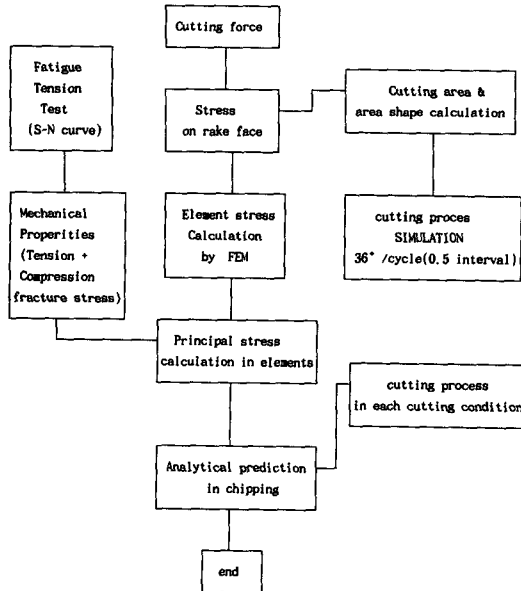 Cutting force
Fatigue
Tension
Test
(S-N curve)
Stress
on rake face
Cutting area &
area shape calculation
Mechanical
Properities
(Tension +
Compression
fracture stress)
Element stress
Calculation
by FEM
cutting proces
SIMULATION
36° /cycle(0.5 interval)
Principal stress
calculation in elements
cutting process
in each cutting condition
Analytical prediction
in chipping
end